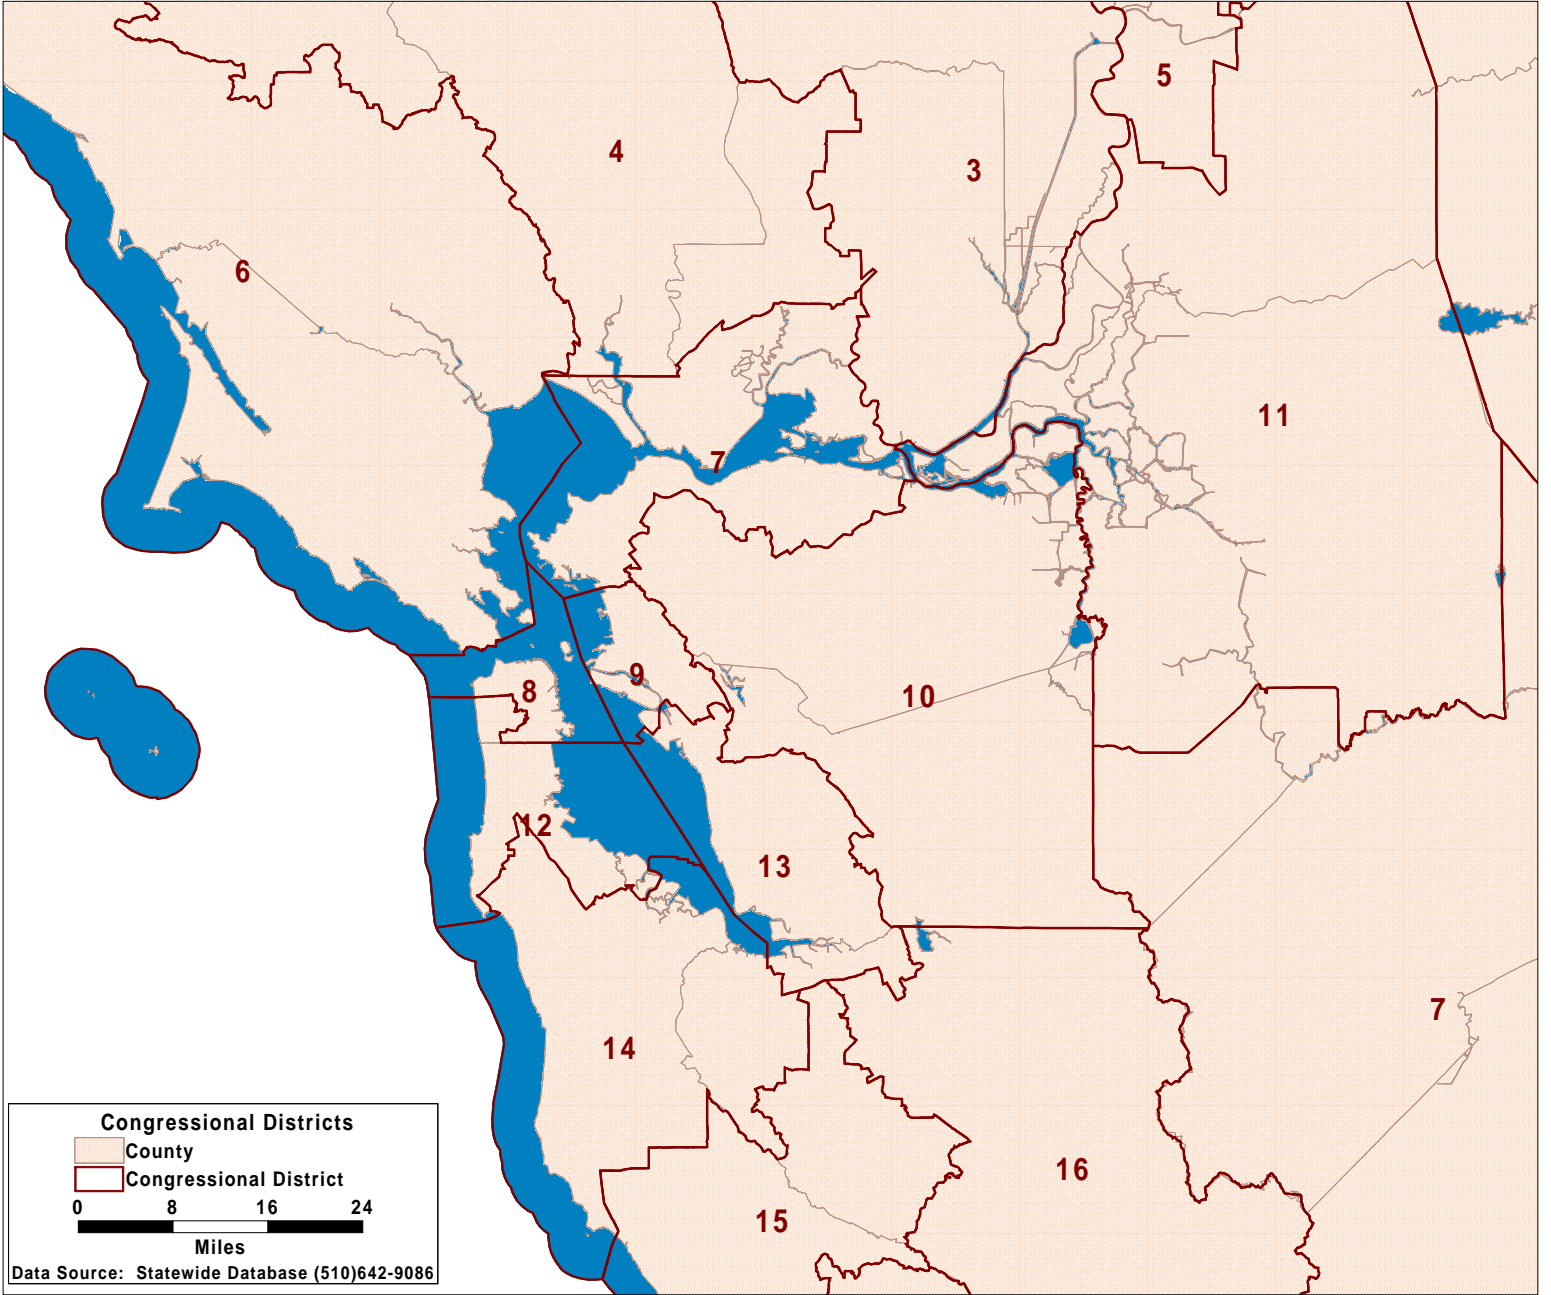 5
4
3
6
11
7
9
8
10
12
13
7
14
16
15
Congressional Districts
County
Congressional District
0 8 16 24
Miles
Data Source: Statewide Database (510)642-9086